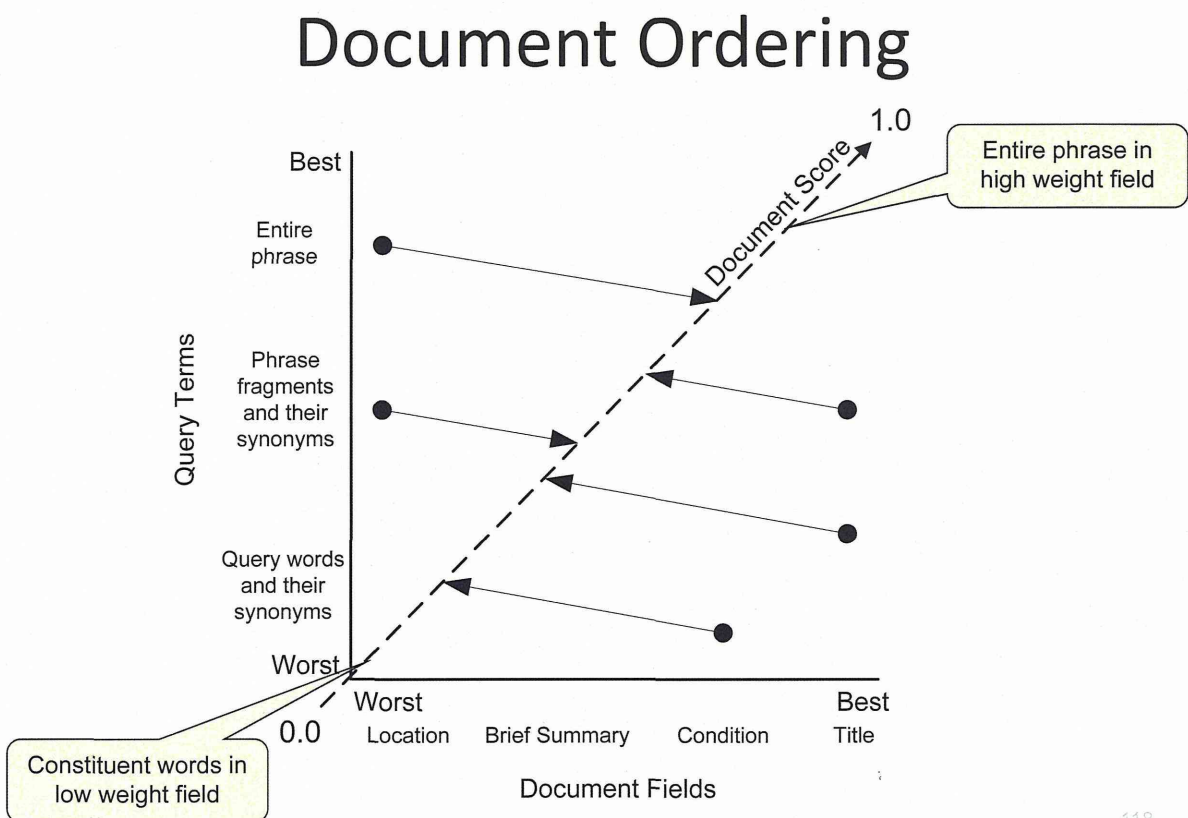 Document Ordering
1.0
Entire phrase in
high weight field
Document Score
Best
Entire
phrase
Query Terms
Phrase
fragments
and their
synonyms
Query words
and their
synonyms
Worst
Worst
Best
0.0
Location
Brief Summary
Condition
Title
Constituent words in
low weight field
Document Fields
118